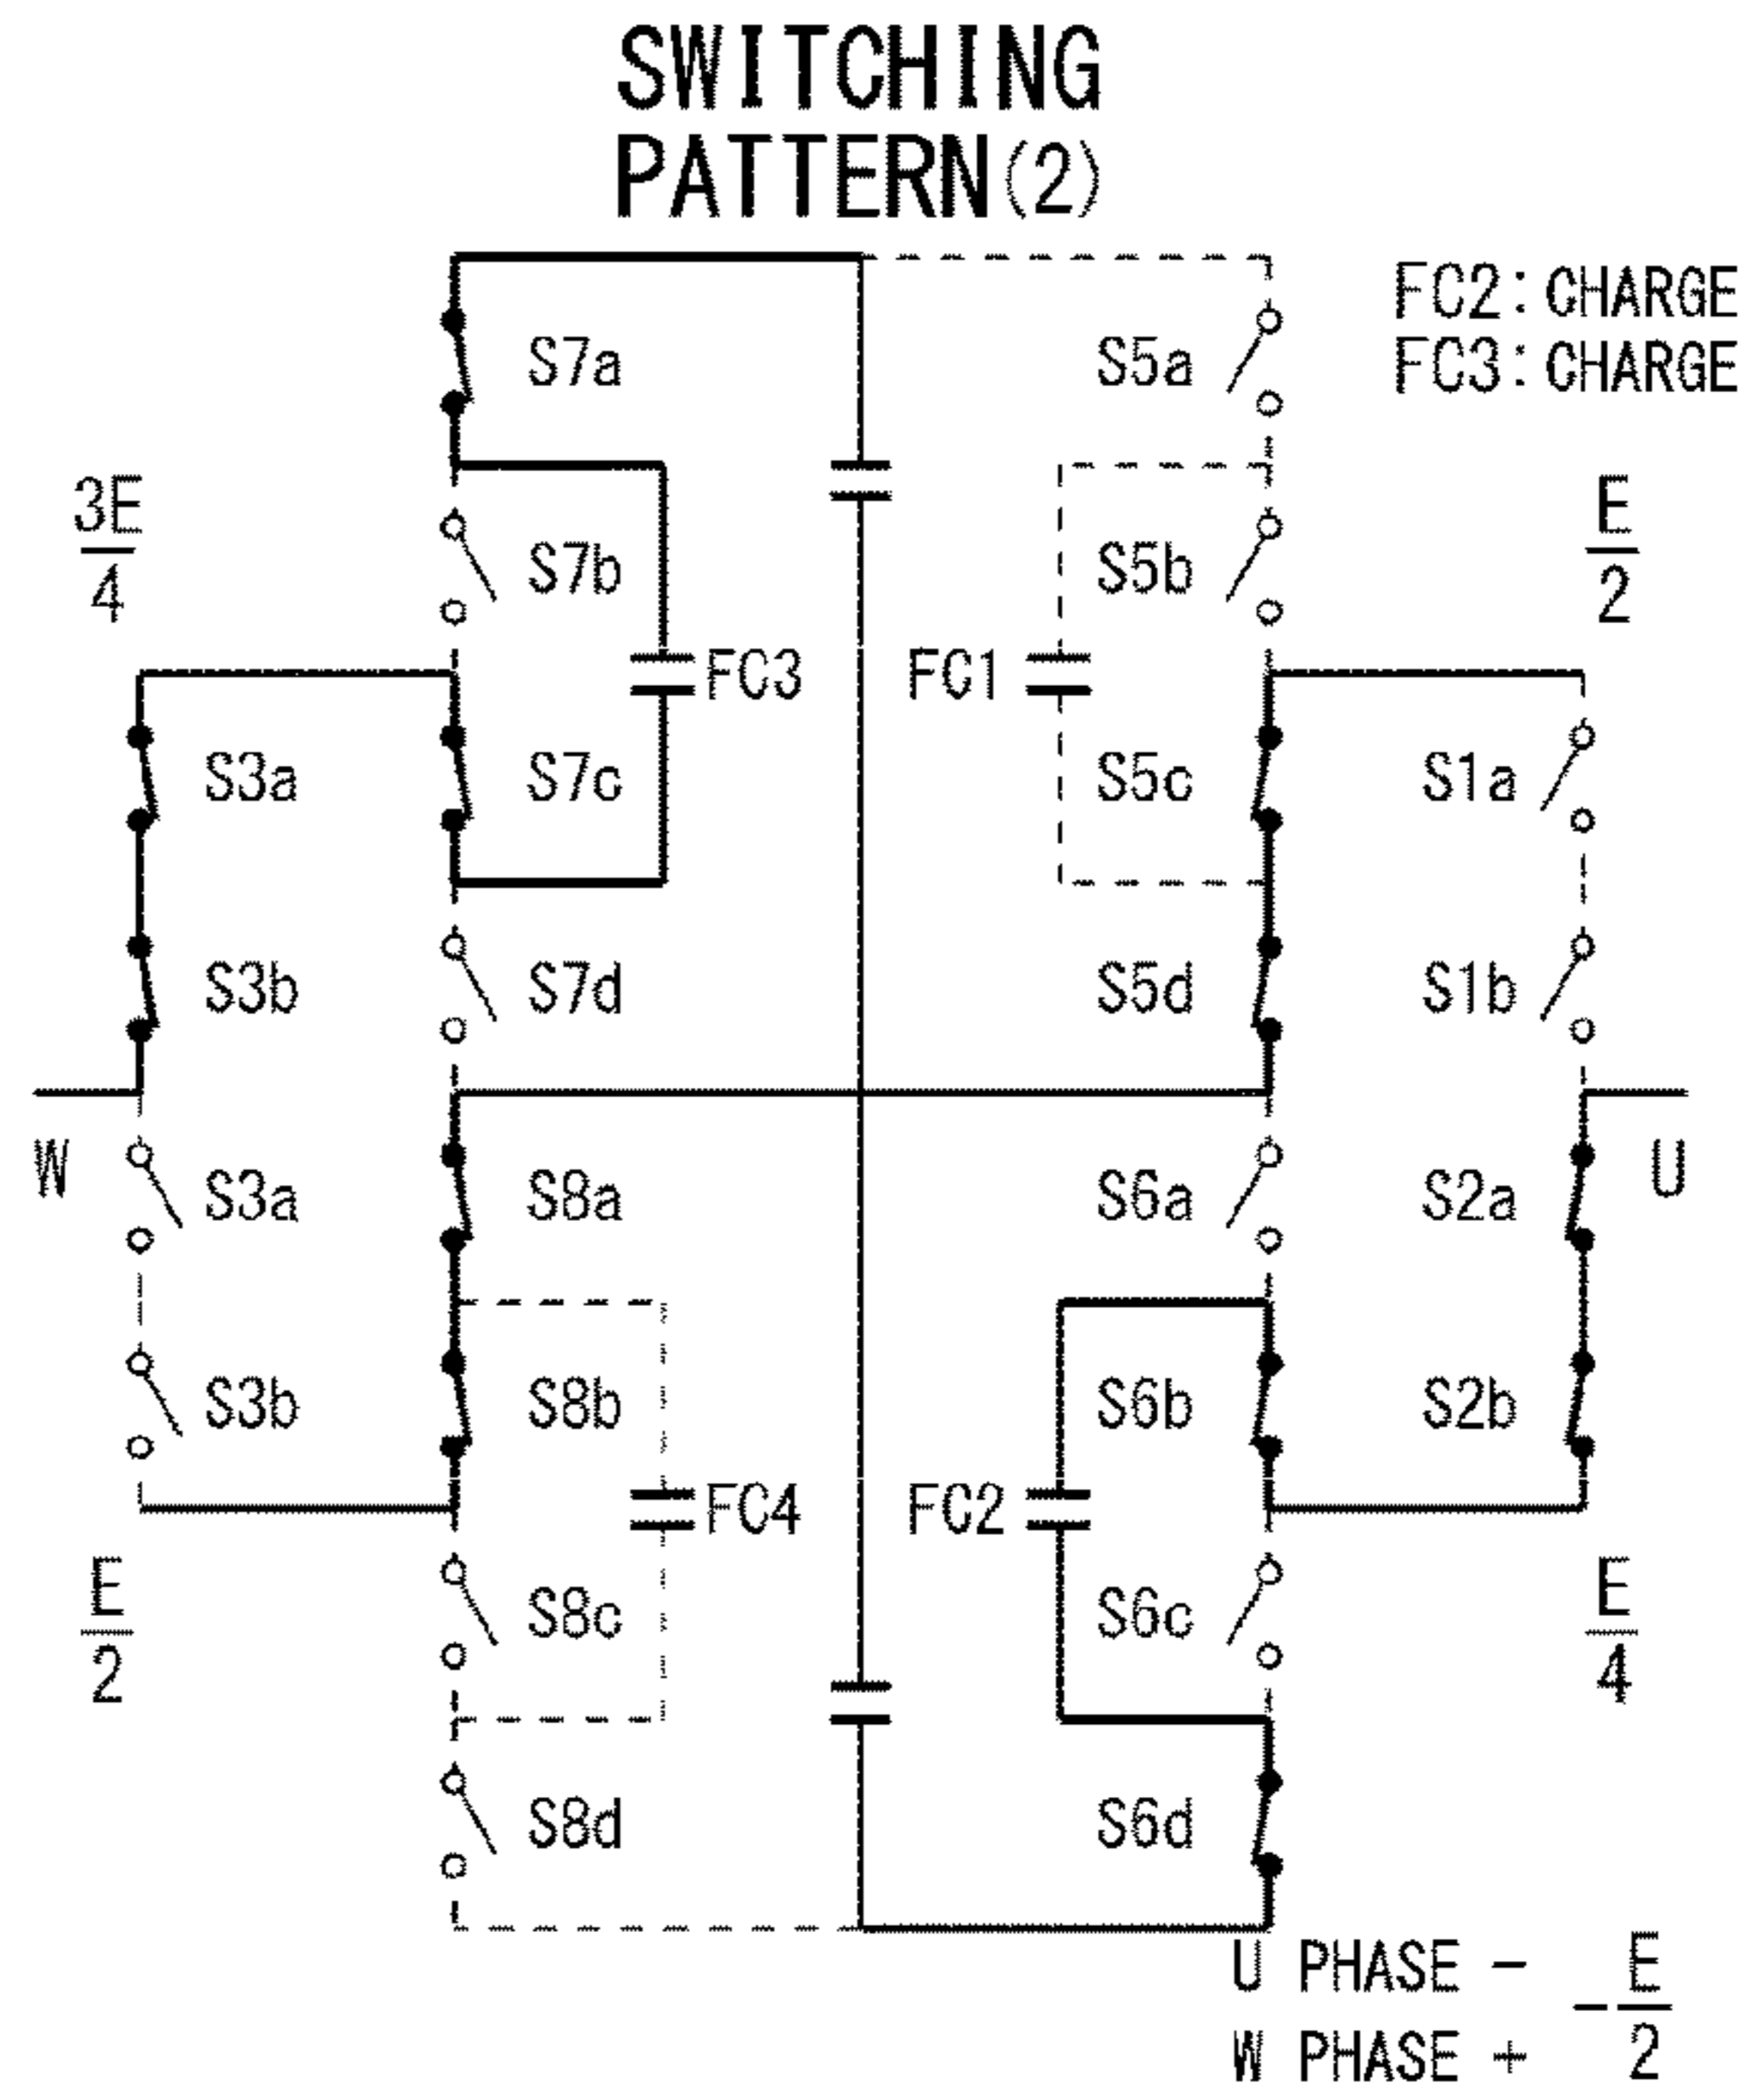 SWITCHING
PATTERN(2)
FC2:CHARGE
FC3:CHARGE
S7a
S5a
3E
4
E
2
S7b
S5b
FC3
FC1
S3a
S7c
S5c
S1a
S3b
S7d
S5d
S1b
W
U
S3a
S8a
S6a
S2a
S3b
S8b
S6b
S2b
FC4
FC2
E
2
S8c
S6c
E
4
S8d
S6d
U PHASE -
W PHASE +
-E
2